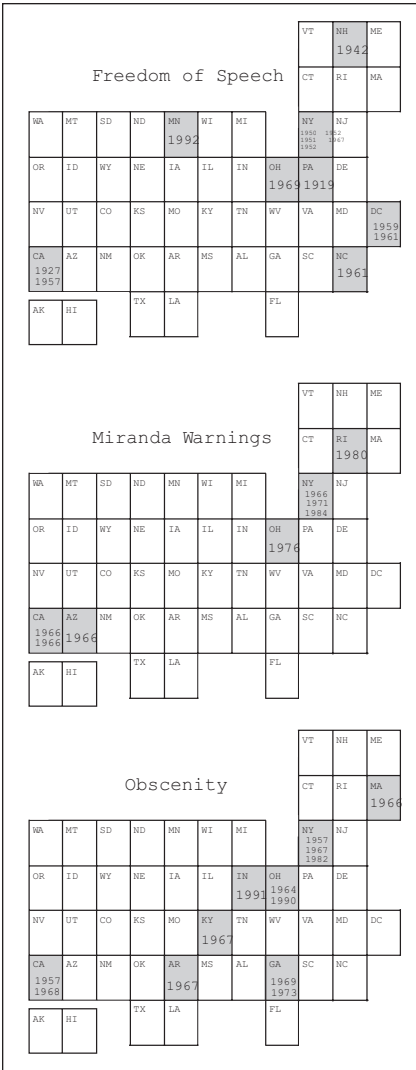 VT NH ME
1942
Freedom of Speech
CT RI MA
WA MT SD ND MN WI MI NY NJ
1992
1950 1952
1951 1967
1952
OR ID WY NE IA IL IN OH PA DE
1969 1919
NV UT CO KS MO KY TN WV VA MD DC
1959
1961
CA AZ NM OK AR MS AL GA SC NC
1927
1957
1961
AK HI TX LA FL
VT NH ME
Miranda Warnings
CT RI MA
1980
WA MT SD ND MN WI MI NY NJ
1966
1971
1984
OR ID WY NE IA IL IN OH PA DE
1976
NV UT CO KS MO KY TN WV VA MD DC
CA AZ NM OK AR MS AL GA SC NC
1966
1966
1966
AK HI TX LA FL
VT NH ME
Obscenity
CT RI MA
1966
WA MT SD ND MN WI MI NY NJ
1957
1967
1982
OR ID WY NE IA IL IN OH PA DE
1991
1964
1990
NV UT CO KS MO KY TN WV VA MD DC
1967
CA AZ NM OK AR MS AL GA SC NC
1957
1968
1967
1969
1973
AK HI TX LA FL